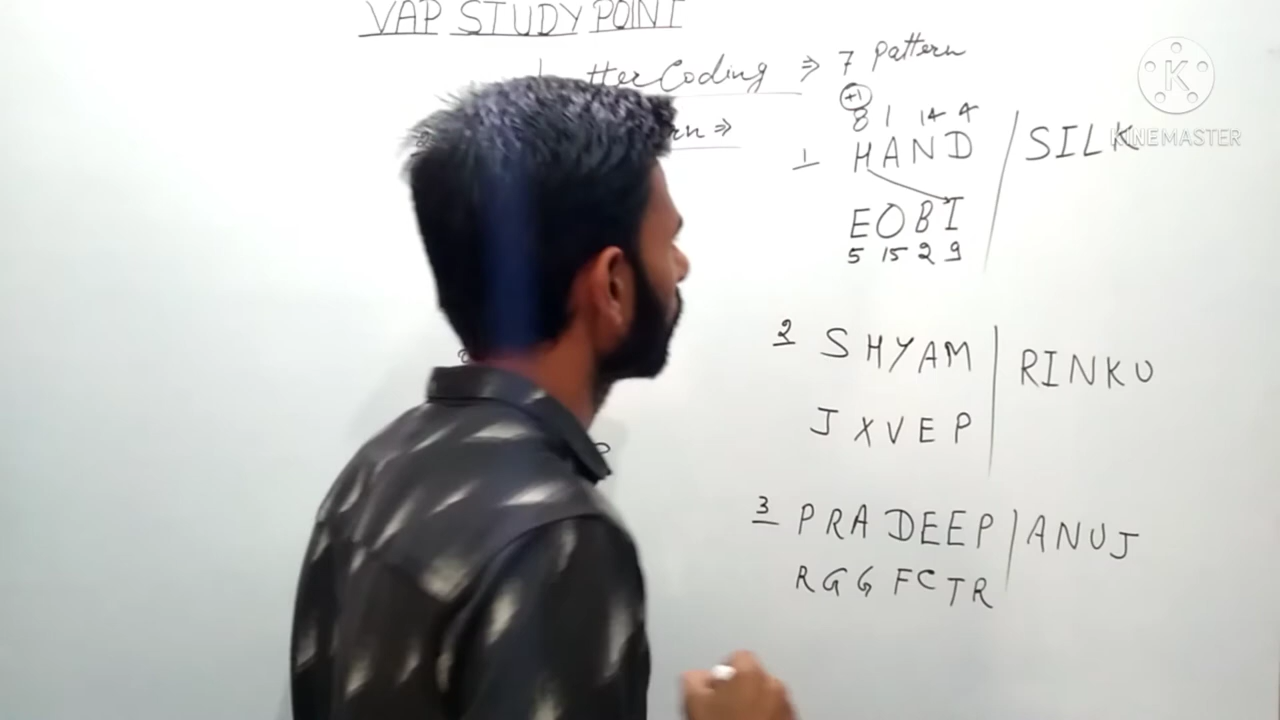 VAP STUDY POINT
tter Coding ⇒ 7 Pattern
rn ⇒
+1
8 1 14 4
1 HAND / SILK
EOBI
5 15 2 9
2 SHYAM | RINKU
JXVEP
3 PRADEEP / ANUJ
RGGFCTR
K
KINEMASTER